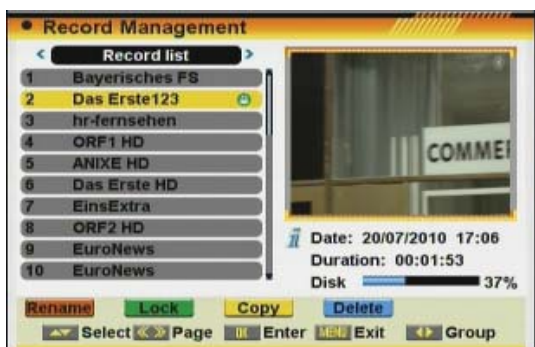 Record Management
Record list
1 Bayerisches FS
2 Das Erste123
3 hr-fernsehen
4 ORF1 HD
5 ANIXE HD
6 Das Erste HD
7 EinsExtra
8 ORF2 HD
9 EuroNews
10 EuroNews
COMME
Date: 20/07/2010 17:06
Duration: 00:01:53
Disk 37%
Rename Lock Copy Delete
Select Page OK Enter MENU Exit Group